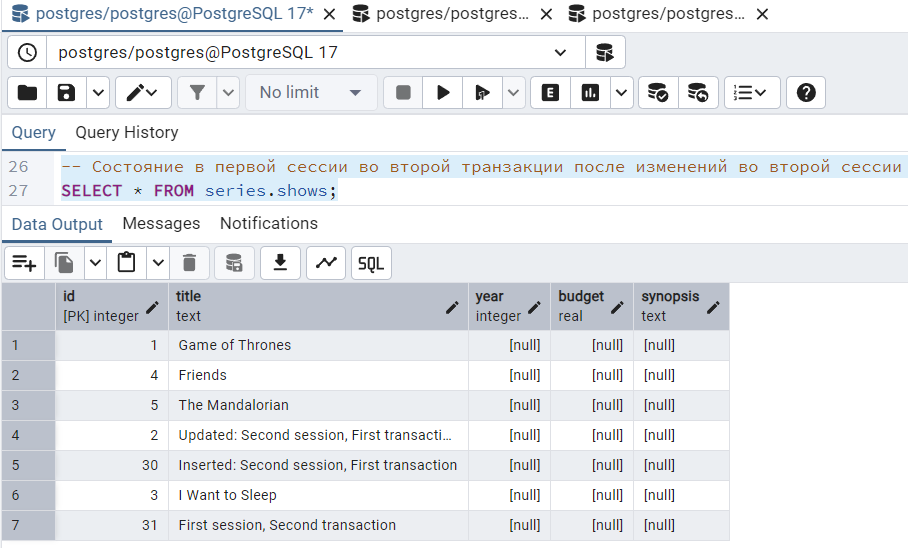 postgres/postgres@PostgreSQL 17*
postgres/postgres...
postgres/postgres...
postgres/postgres@PostgreSQL 17
No limit
E
Query
Query History
26 -- Состояние в первой сессии во второй транзакции после изменений во второй сессии
27 SELECT * FROM series.shows;
Data Output
Messages
Notifications
SQL
id title year budget synopsis
[PK] integer text integer real text
1 1 Game of Thrones [null] [null] [null]
2 4 Friends [null] [null] [null]
3 5 The Mandalorian [null] [null] [null]
4 2 Updated: Second session, First transacti... [null] [null] [null]
5 30 Inserted: Second session, First transaction [null] [null] [null]
6 3 I Want to Sleep [null] [null] [null]
7 31 First session, Second transaction [null] [null] [null]